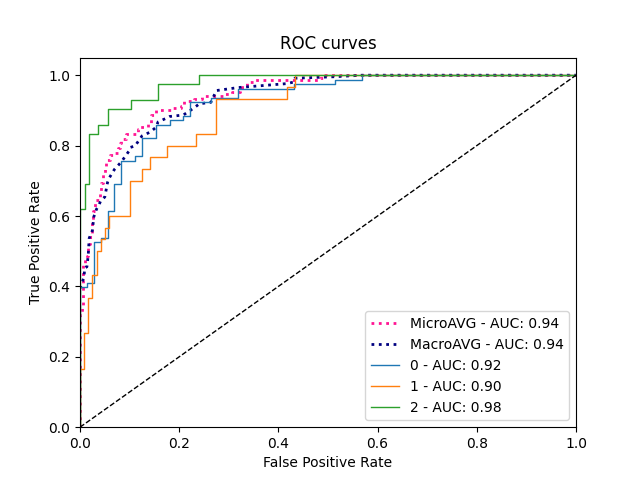 ROC curves
True Positive Rate
1.0
0.8
0.6
0.4
0.2
0.0
0.0 0.2 0.4 0.6 0.8 1.0
False Positive Rate
MicroAVG - AUC: 0.94
MacroAVG - AUC: 0.94
0 - AUC: 0.92
1 - AUC: 0.90
2 - AUC: 0.98